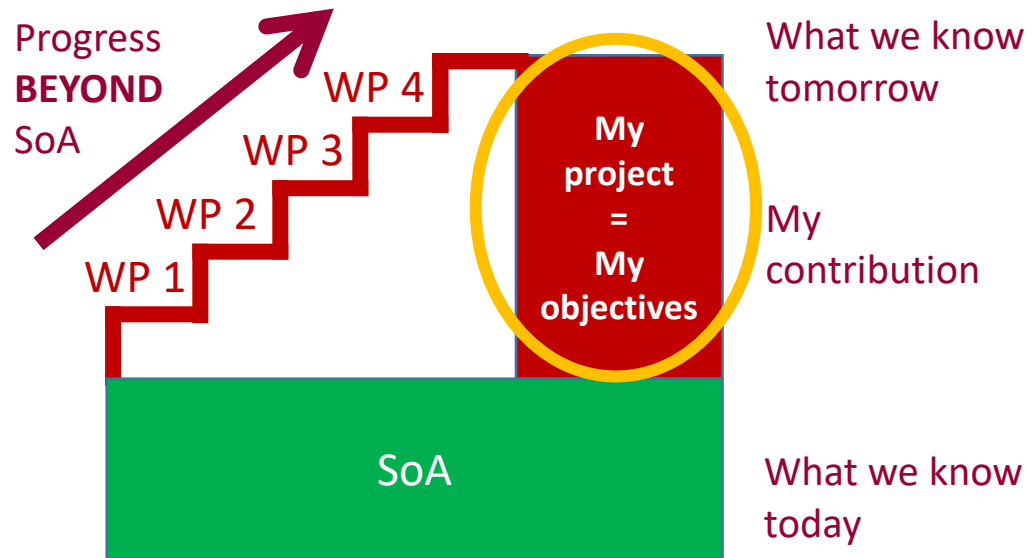 Progress
BEYOND
SoA
WP 4
WP 3
WP 2
WP 1
My
project
=
My
objectives
What we know
tomorrow
My
contribution
SoA
What we know
today